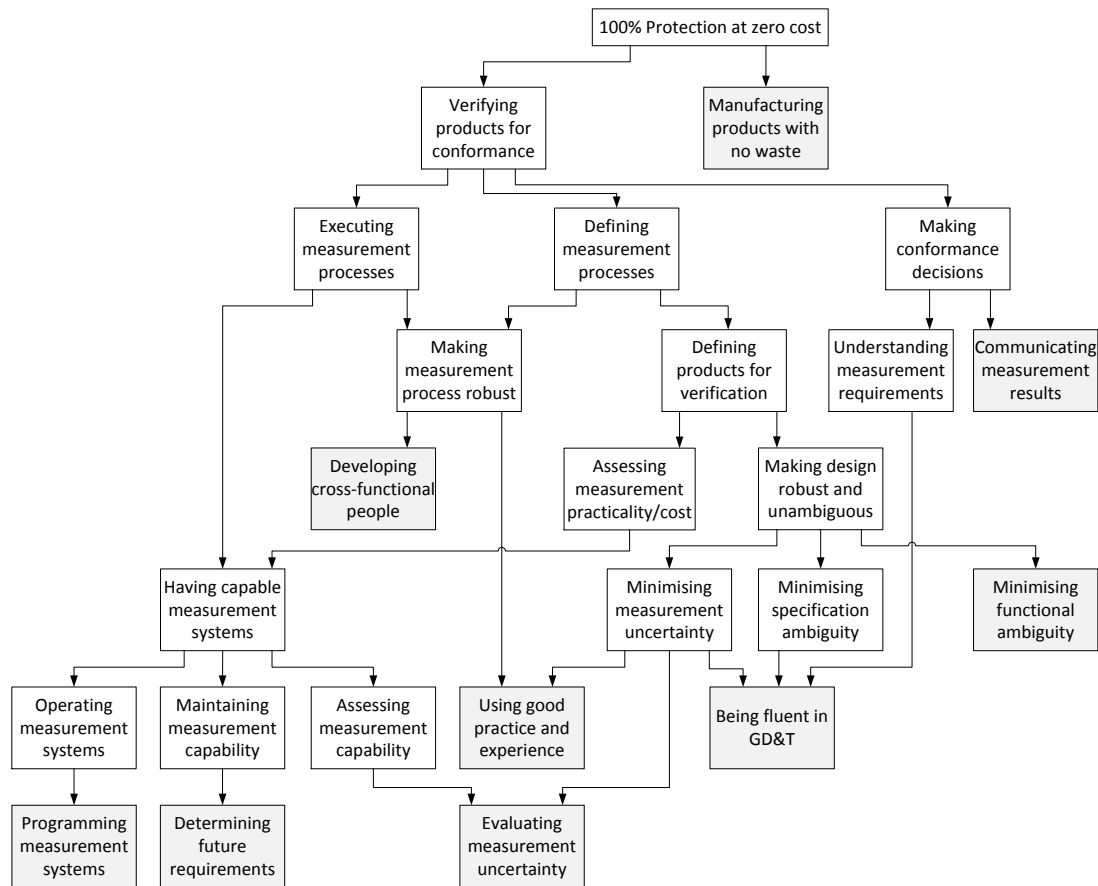 100% Protection at zero cost
Verifying
products for
conformance
Manufacturing
products with
no waste
Executing
measurement
processes
Defining
measurement
processes
Making
conformance
decisions
Making
measurement
process robust
Defining
products for
verification
Understanding
measurement
requirements
Communicating
measurement
results
Developing
cross-functional
people
Assessing
measurement
practicality/cost
Making design
robust and
unambiguous
Having capable
measurement
systems
Minimising
measurement
uncertainty
Minimising
specification
ambiguity
Minimising
functional
ambiguity
Operating
measurement
systems
Maintaining
measurement
capability
Assessing
measurement
capability
Using good
practice and
experience
Being fluent in
GD&T
Programming
measurement
systems
Determining
future
requirements
Evaluating
measurement
uncertainty